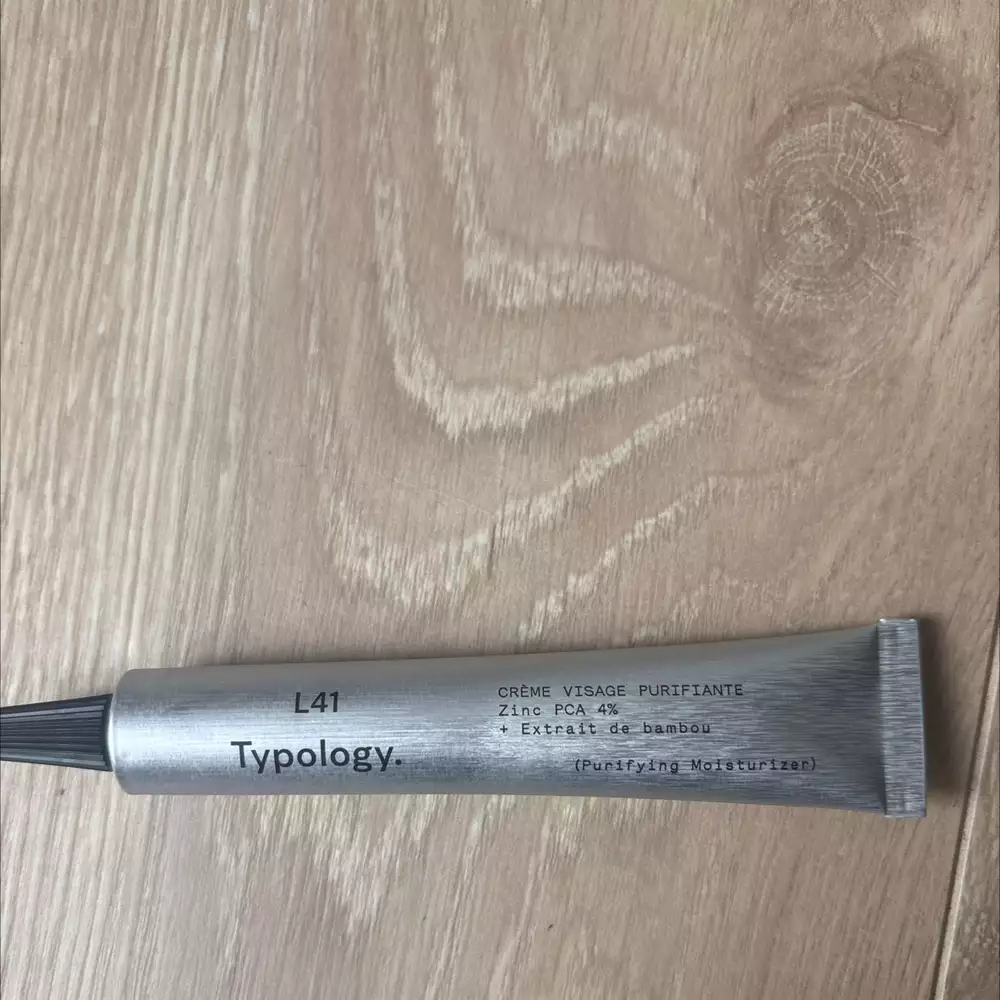 L41
Typology.
CRÈME VISAGE PURIFIANTE
Zinc PCA 4%
+ Extrait de bambou
(Purifying Moisturizer)